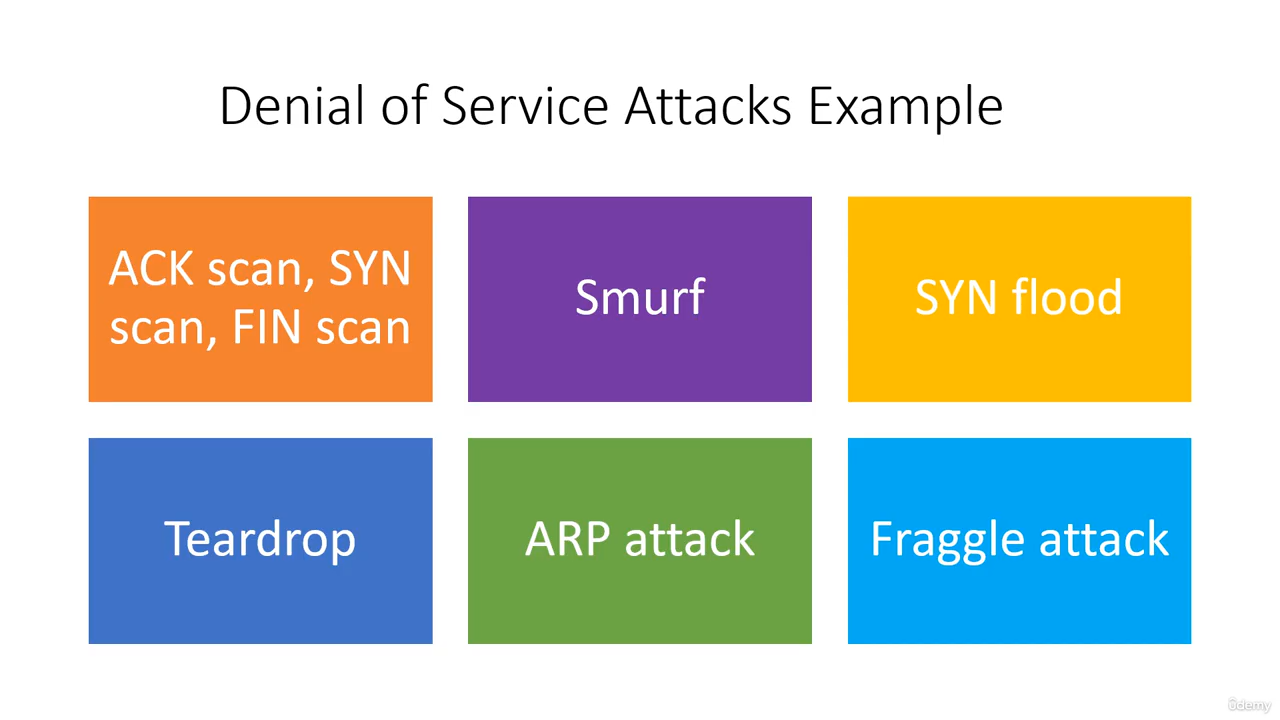 Denial of Service Attacks Example
ACK scan, SYN
scan, FIN scan
Smurf
SYN flood
Teardrop
ARP attack
Fraggle attack
ûdemy